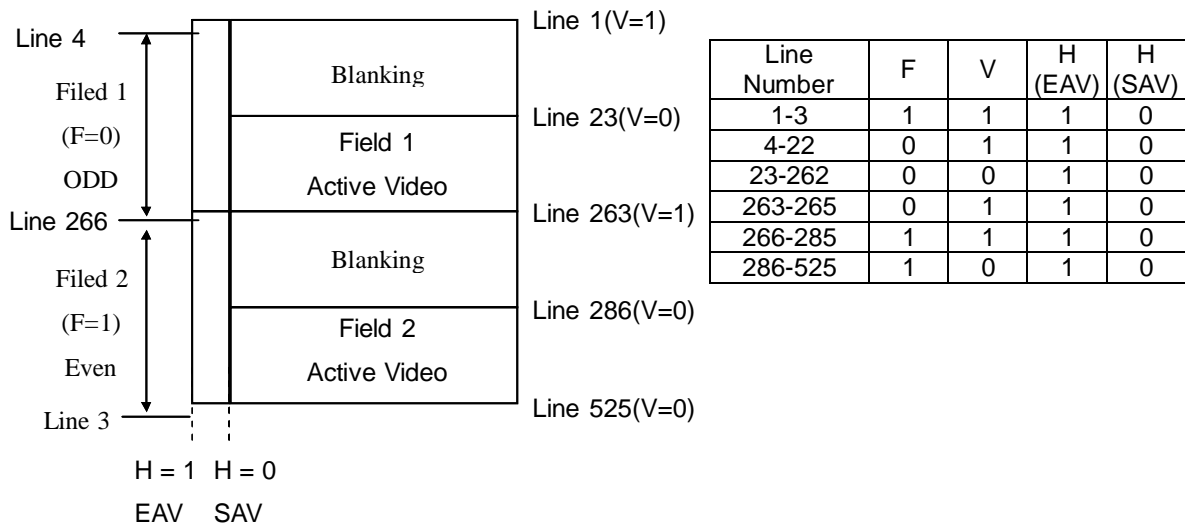 Line 1(V=1)
Line 4
Blanking
Filed 1
(F=0)
ODD
Line 23(V=0)
Field 1
Active Video
Line 266
Line 263(V=1)
Blanking
Filed 2
(F=1)
Even
Line 286(V=0)
Field 2
Active Video
Line 3
Line 525(V=0)
H = 1 H = 0
EAV SAV
Line Number F V H (EAV) H (SAV)
1-3 1 1 1 0
4-22 0 1 1 0
23-262 0 0 1 0
263-265 0 1 1 0
266-285 1 1 1 0
286-525 1 0 1 0